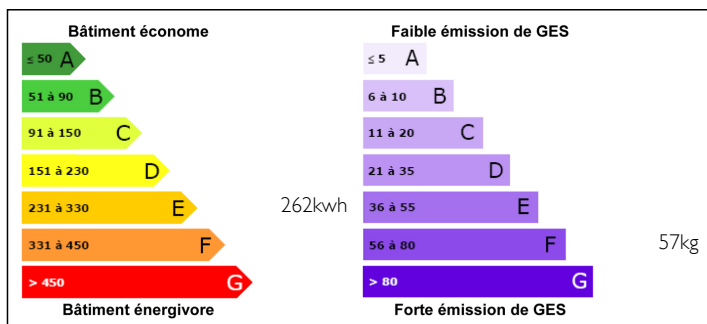 Bâtiment économe
≤ 50 A
51 à 90 B
91 à 150 C
151 à 230 D
231 à 330 E
262kwh
331 à 450 F
> 450 G
Bâtiment énergivore
Faible émission de GES
≤ 5 A
6 à 10 B
11 à 20 C
21 à 35 D
36 à 55 E
56 à 80 F
57kg
> 80 G
Forte émission de GES